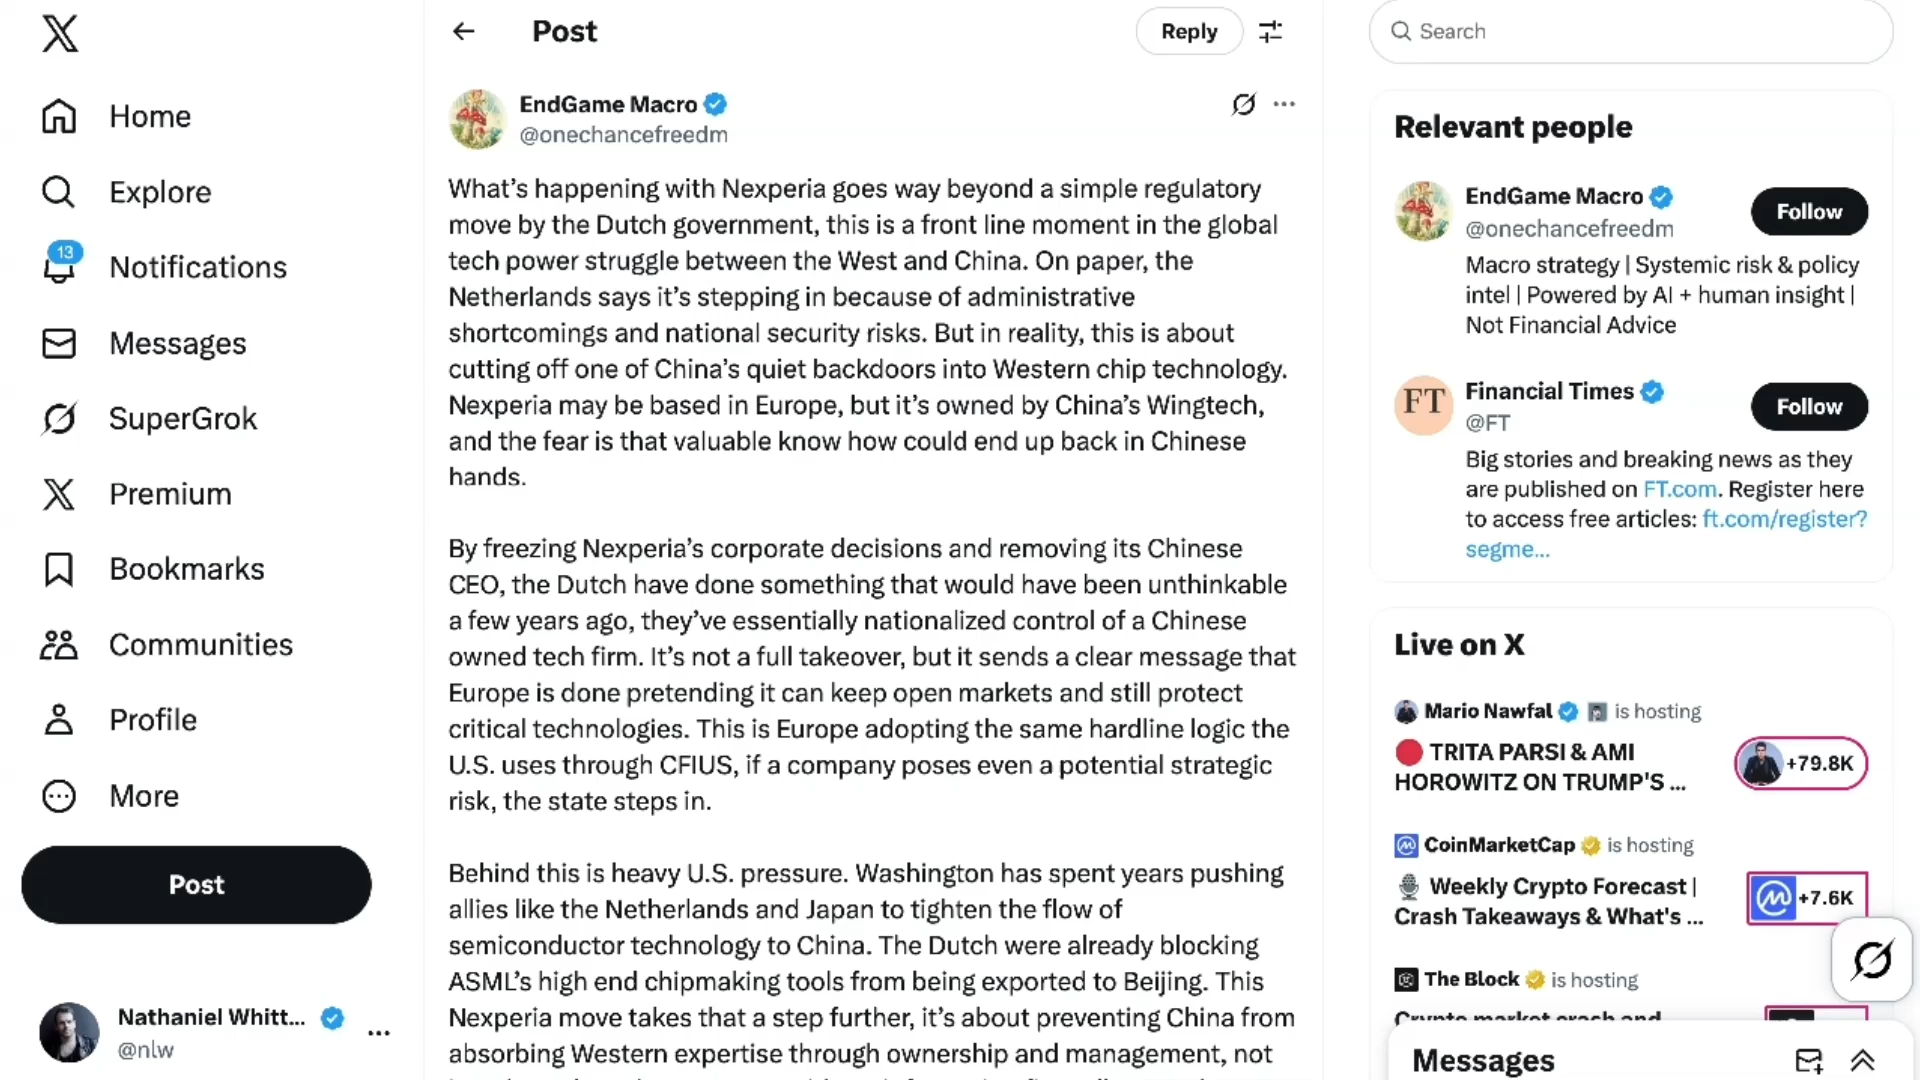 Home
Explore
13
Notifications
Messages
SuperGrok
Premium
Bookmarks
Communities
Profile
More
Post
Nathaniel Whitt...
@nlw
Post
Reply
EndGame Macro
@onechancefreedm
What's happening with Nexperia goes way beyond a simple regulatory
move by the Dutch government, this is a front line moment in the global
tech power struggle between the West and China. On paper, the
Netherlands says it's stepping in because of administrative
shortcomings and national security risks. But in reality, this is about
cutting off one of China's quiet backdoors into Western chip technology.
Nexperia may be based in Europe, but it's owned by China's Wingtech,
and the fear is that valuable know how could end up back in Chinese
hands.
By freezing Nexperia's corporate decisions and removing its Chinese
CEO, the Dutch have done something that would have been unthinkable
a few years ago, they've essentially nationalized control of a Chinese
owned tech firm. It's not a full takeover, but it sends a clear message that
Europe is done pretending it can keep open markets and still protect
critical technologies. This is Europe adopting the same hardline logic the
U.S. uses through CFIUS, if a company poses even a potential strategic
risk, the state steps in.
Behind this is heavy U.S. pressure. Washington has spent years pushing
allies like the Netherlands and Japan to tighten the flow of
semiconductor technology to China. The Dutch were already blocking
ASML's high end chipmaking tools from being exported to Beijing. This
Nexperia move takes that a step further, it's about preventing China from
absorbing Western expertise through ownership and management, not
Search
Relevant people
EndGame Macro
@onechancefreedm
Follow
Macro strategy | Systemic risk & policy
intel | Powered by AI + human insight |
Not Financial Advice
FT
Financial Times
@FT
Follow
Big stories and breaking news as they
are published on FT.com. Register here
to access free articles: ft.com/register?
segme...
Live on X
Mario Nawfal is hosting
TRITA PARSI & AMI
HOROWITZ ON TRUMP'S ...
+79.8K
CoinMarketCap is hosting
Weekly Crypto Forecast |
Crash Takeaways & What's ...
+7.6K
The Block is hosting
Crypto market crash and
Messages